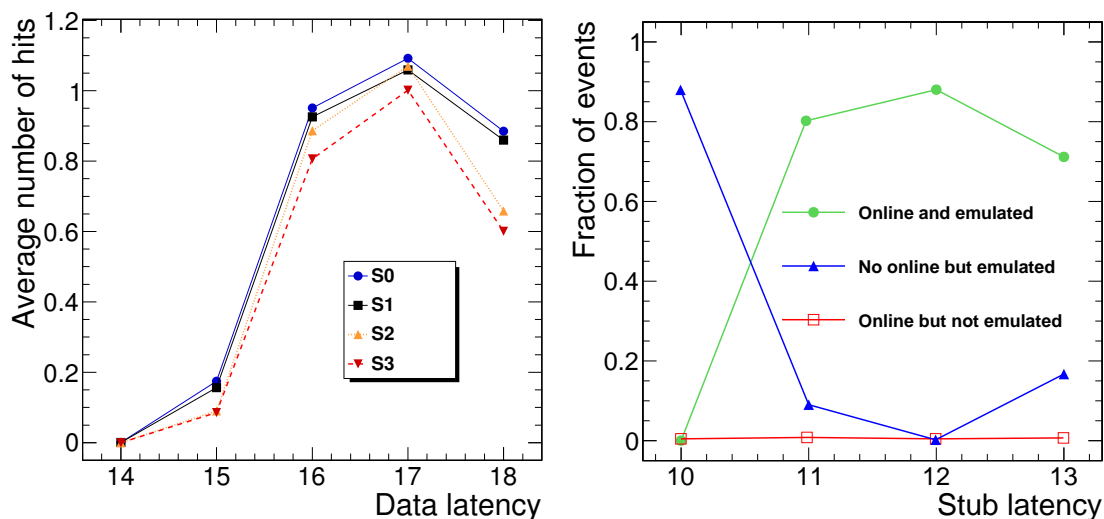 Average number of hits
1.2
1
0.8
0.6
0.4
0.2
0
S0
S1
S2
S3
14 15 16 17 18
Data latency
Fraction of events
1
0.8
0.6
0.4
0.2
0
Online and emulated
No online but emulated
Online but not emulated
10 11 12 13
Stub latency